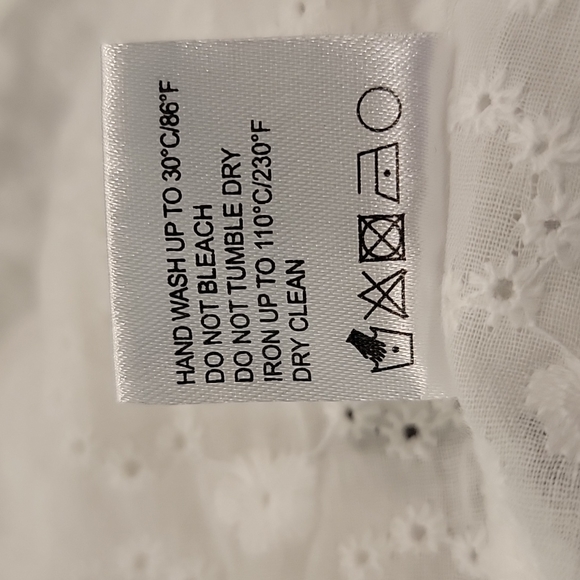 HAND WASH UP TO 30°C/86°F
DO NOT BLEACH
DO NOT TUMBLE DRY
IRON UP TO 110°C/230°F
DRY CLEAN